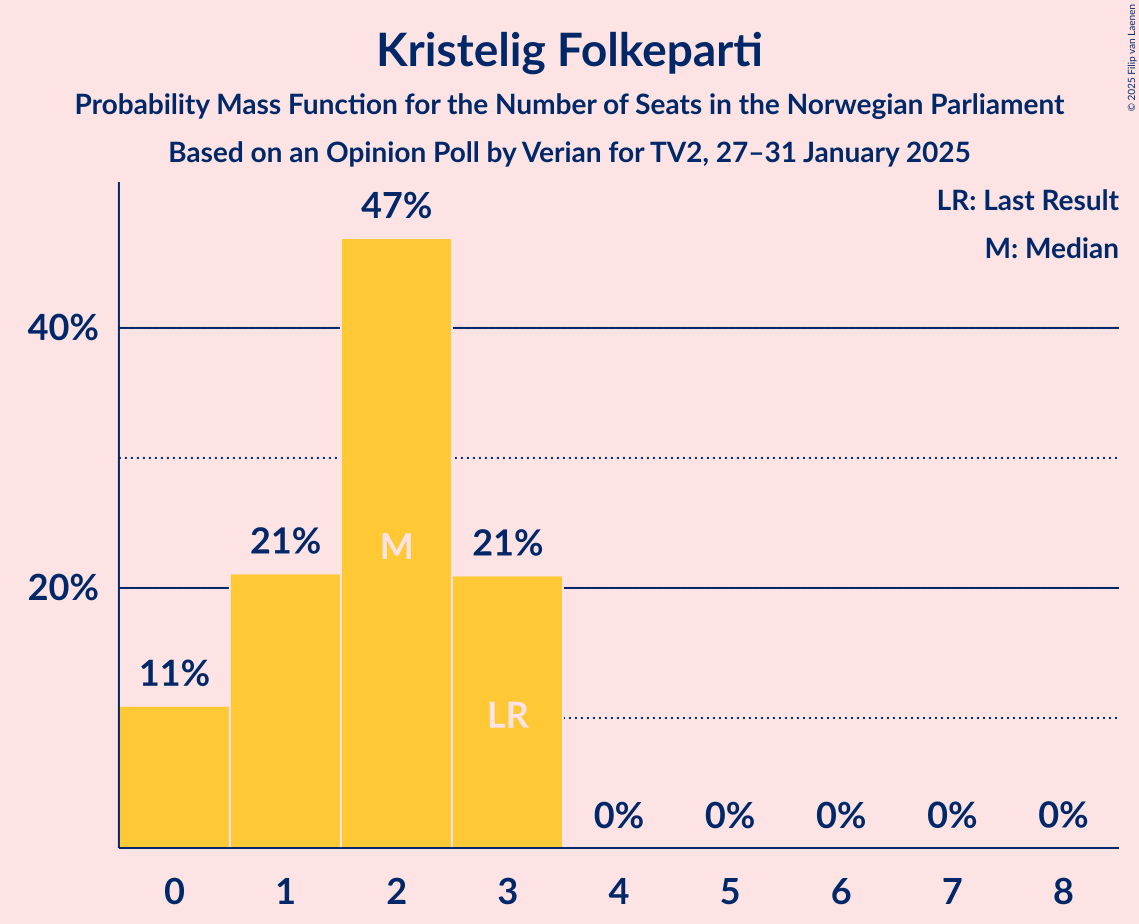 Kristelig Folkeparti
Probability Mass Function for the Number of Seats in the Norwegian Parliament
Based on an Opinion Poll by Verian for TV2, 27–31 January 2025
© 2025 Filip van Laenen
LR: Last Result
M: Median
47%
40%
21%
M
21%
20%
11%
LR
0%
0%
0%
0%
0%
0 1 2 3 4 5 6 7 8